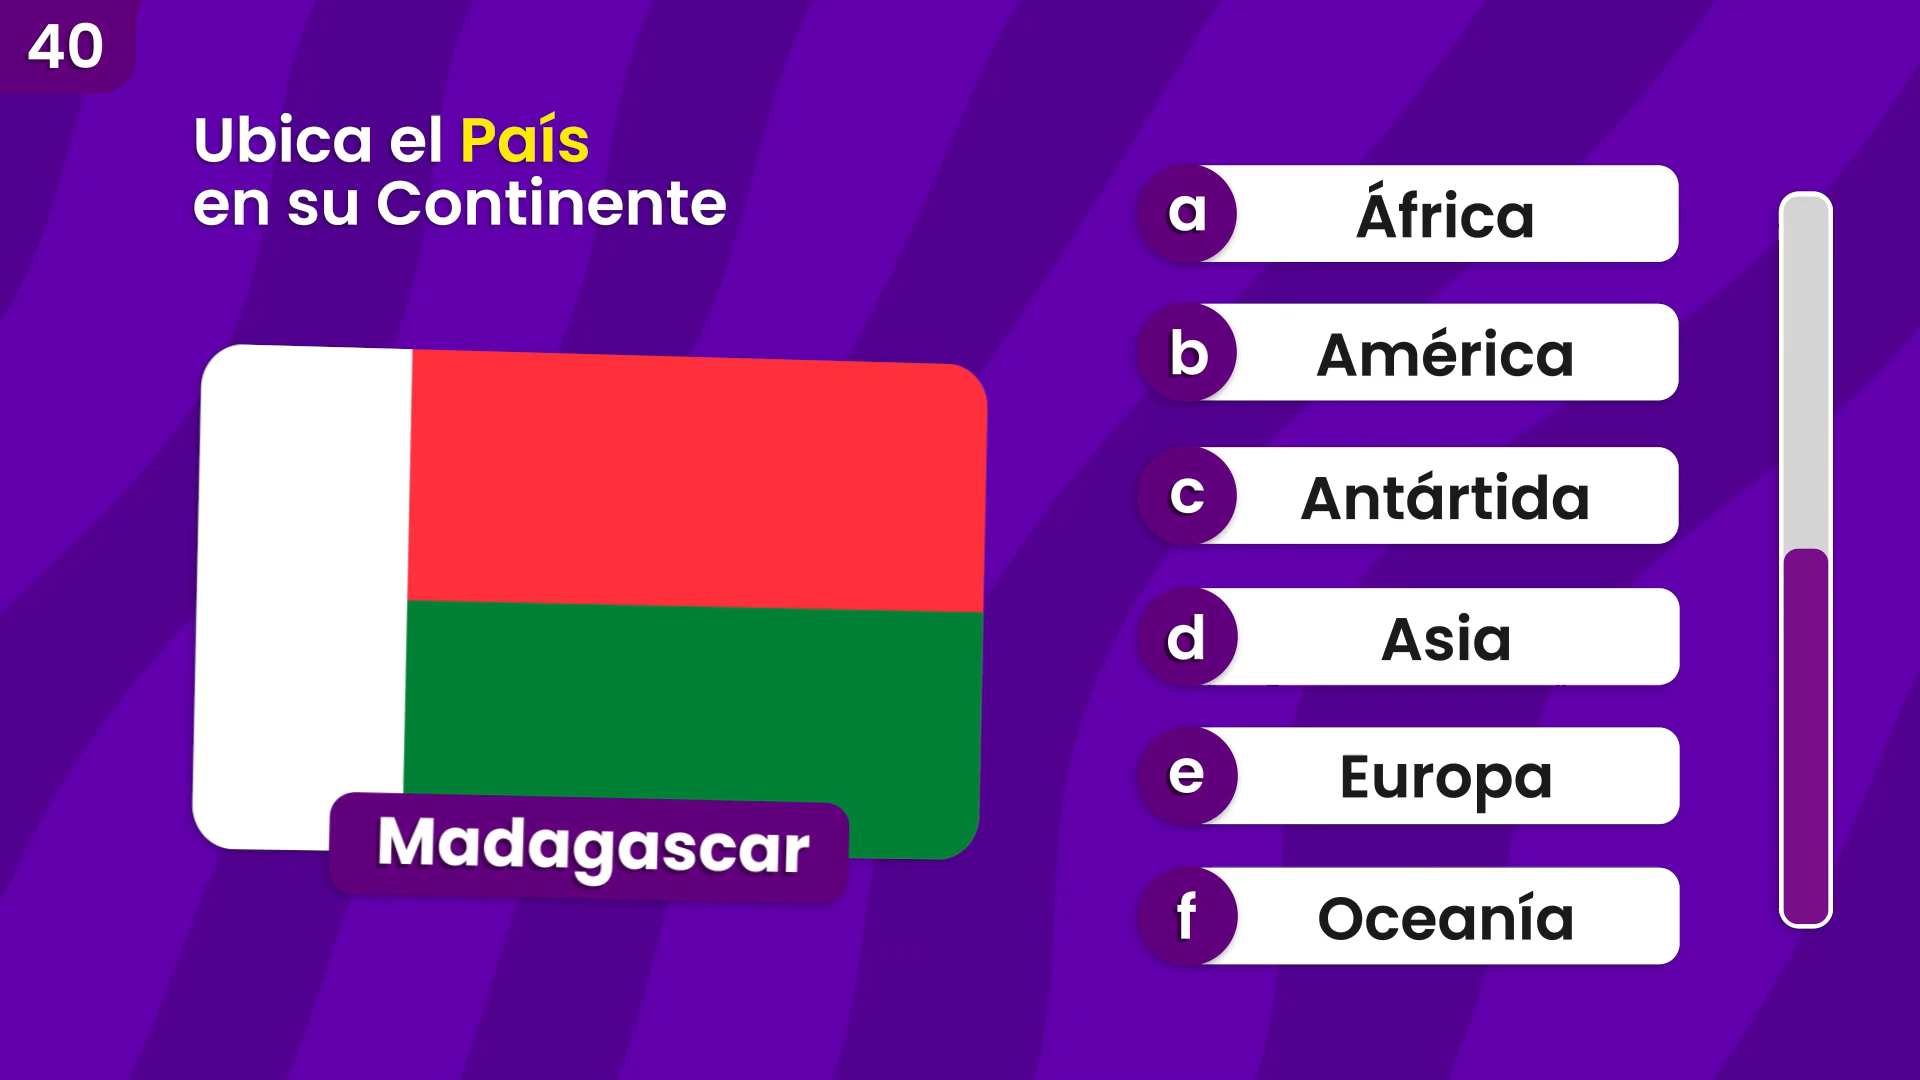 40
Ubica el País
en su Continente
Madagascar
a África
b América
c Antártida
d Asia
e Europa
f Oceanía